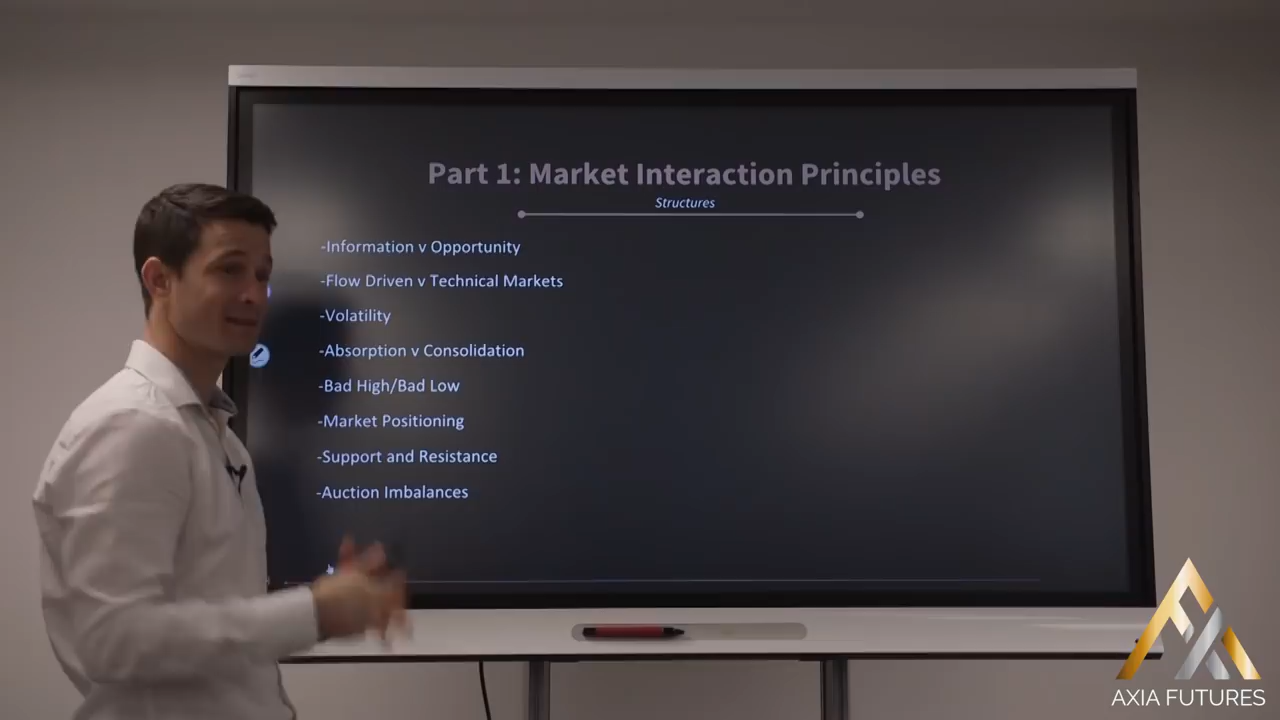 Part 1: Market Interaction Principles
Structures
-Information v Opportunity
-Flow Driven v Technical Markets
-Volatility
-Absorption v Consolidation
-Bad High/Bad Low
-Market Positioning
-Support and Resistance
-Auction Imbalances
AXIA FUTURES